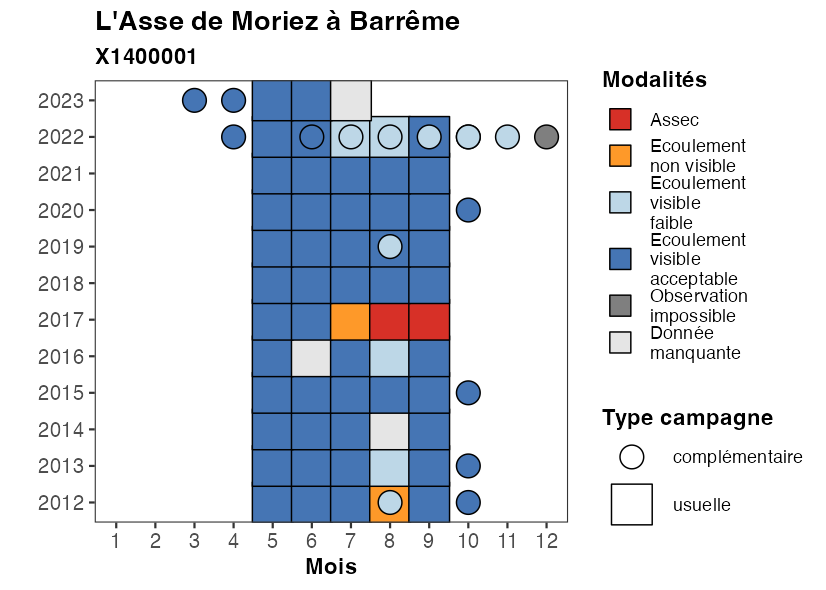 L'Asse de Moriez à Barrême
X1400001
2023
2022
2021
2020
2019
2018
2017
2016
2015
2014
2013
2012
1 2 3 4 5 6 7 8 9 10 11 12
Mois
Modalités
Assec
Ecoulement
non visible
Ecoulement
visible
faible
Ecoulement
visible
acceptable
Observation
impossible
Donnée
manquante
Type campagne
complémentaire
usuelle